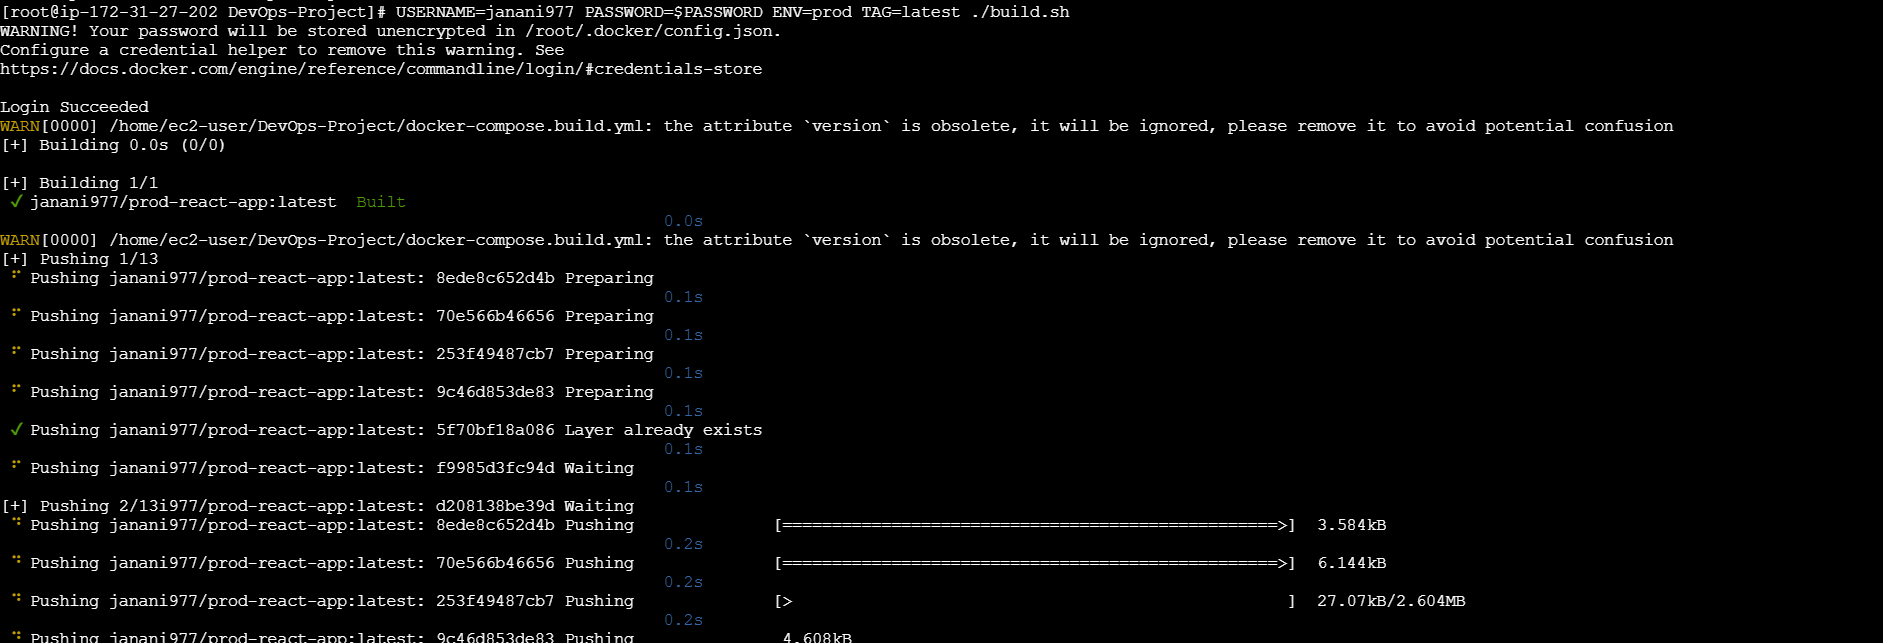 [root@ip-172-31-27-202 DevOps-Project]# USERNAME=janani977 PASSWORD=$PASSWORD ENV=prod TAG=latest ./build.sh
WARNING! Your password will be stored unencrypted in /root/.docker/config.json.
Configure a credential helper to remove this warning. See
https://docs.docker.com/engine/reference/commandline/login/#credentials-store
Login Succeeded
WARN[0000] /home/ec2-user/DevOps-Project/docker-compose.build.yml: the attribute `version` is obsolete, it will be ignored, please remove it to avoid potential confusion
[+] Building 0.0s (0/0)
[+] Building 1/1
✓ janani977/prod-react-app:latest  Built
0.0s
WARN[0000] /home/ec2-user/DevOps-Project/docker-compose.build.yml: the attribute `version` is obsolete, it will be ignored, please remove it to avoid potential confusion
[+] Pushing 1/13
Pushing janani977/prod-react-app:latest: 8ede8c652d4b Preparing
0.1s
Pushing janani977/prod-react-app:latest: 70e566b46656 Preparing
0.1s
Pushing janani977/prod-react-app:latest: 253f49487cb7 Preparing
0.1s
Pushing janani977/prod-react-app:latest: 9c46d853de83 Preparing
0.1s
✓ Pushing janani977/prod-react-app:latest: 5f70bf18a086 Layer already exists
0.1s
Pushing janani977/prod-react-app:latest: f9985d3fc94d Waiting
0.1s
[+] Pushing 2/13i977/prod-react-app:latest: d208138be39d Waiting
Pushing janani977/prod-react-app:latest: 8ede8c652d4b Pushing [==================================================>] 3.584kB
0.2s
Pushing janani977/prod-react-app:latest: 70e566b46656 Pushing [==================================================>] 6.144kB
0.2s
Pushing janani977/prod-react-app:latest: 253f49487cb7 Pushing [> ] 27.07kB/2.604MB
0.2s
Pushing janani977/prod-react-app:latest: 9c46d853de83 Pushing 4.608kB